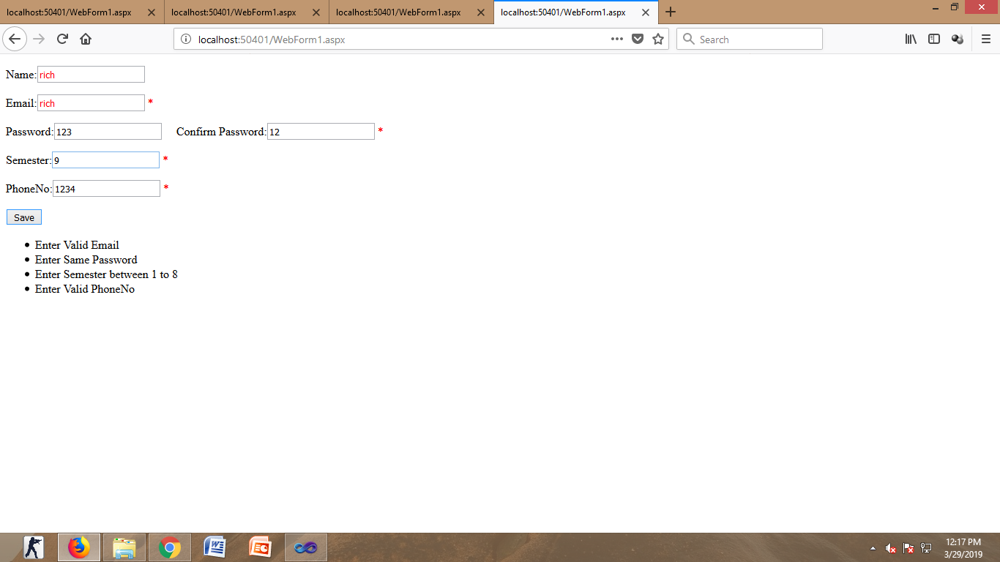 localhost:50401/WebForm1.aspx localhost:50401/WebForm1.aspx localhost:50401/WebForm1.aspx localhost:50401/WebForm1.aspx
localhost:50401/WebForm1.aspx Search
Name: rich
Email: rich *
Password: 123 Confirm Password: 12 *
Semester: 9 *
PhoneNo: 1234 *
Save
• Enter Valid Email
• Enter Same Password
• Enter Semester between 1 to 8
• Enter Valid PhoneNo
12:17 PM
3/29/2019